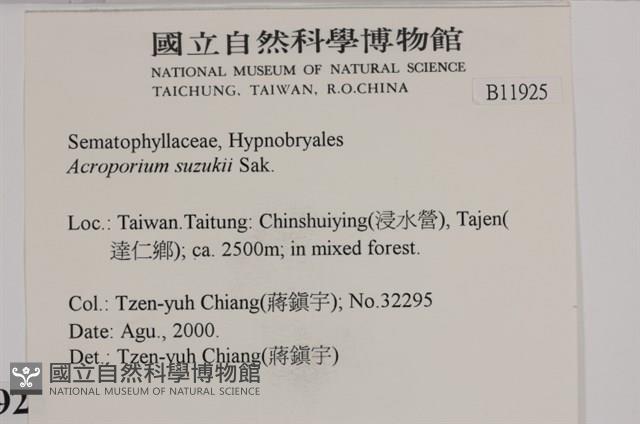 國立自然科學博物館
NATIONAL MUSEUM OF NATURAL SCIENCE
TAICHUNG, TAIWAN, R.O.CHINA
B11925
Sematophyllaceae, Hypnobryales
Acroporium suzukii Sak.
Loc.: Taiwan.Taitung: Chinshuiying(浸水營), Tajen(
達仁鄉); ca. 2500m; in mixed forest.
Col.: Tzen-yuh Chiang(蔣鎭宇); No.32295
Date: Agu., 2000.
Det.: Tzen-yuh Chiang(蔣鎭宇)
國立自然科學博物館
NATIONAL MUSEUM OF NATURAL SCIENCE
92